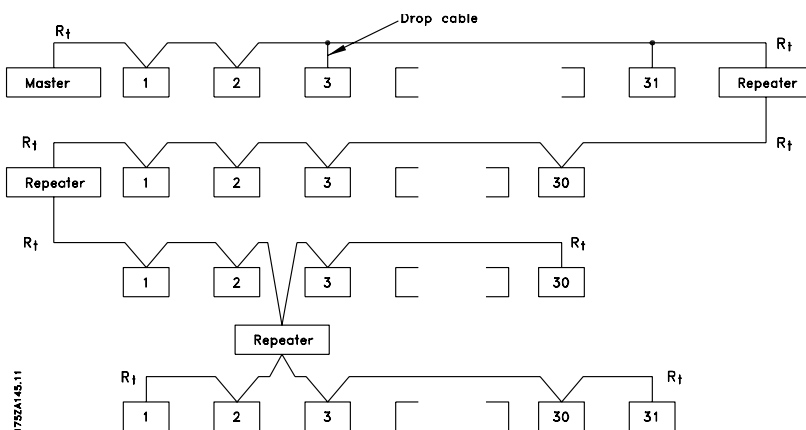 Drop cable
Rt Rt
Master 1 2 3 31 Repeater
Rt Rt
Repeater 1 2 3 30
Rt Rt
1 2 3 30
Repeater
Rt Rt
1 2 3 30 31
175ZA145.11